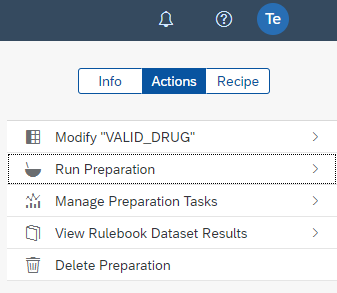 Te
Info Actions Recipe
Modify "VALID_DRUG"
Run Preparation
Manage Preparation Tasks
View Rulebook Dataset Results
Delete Preparation